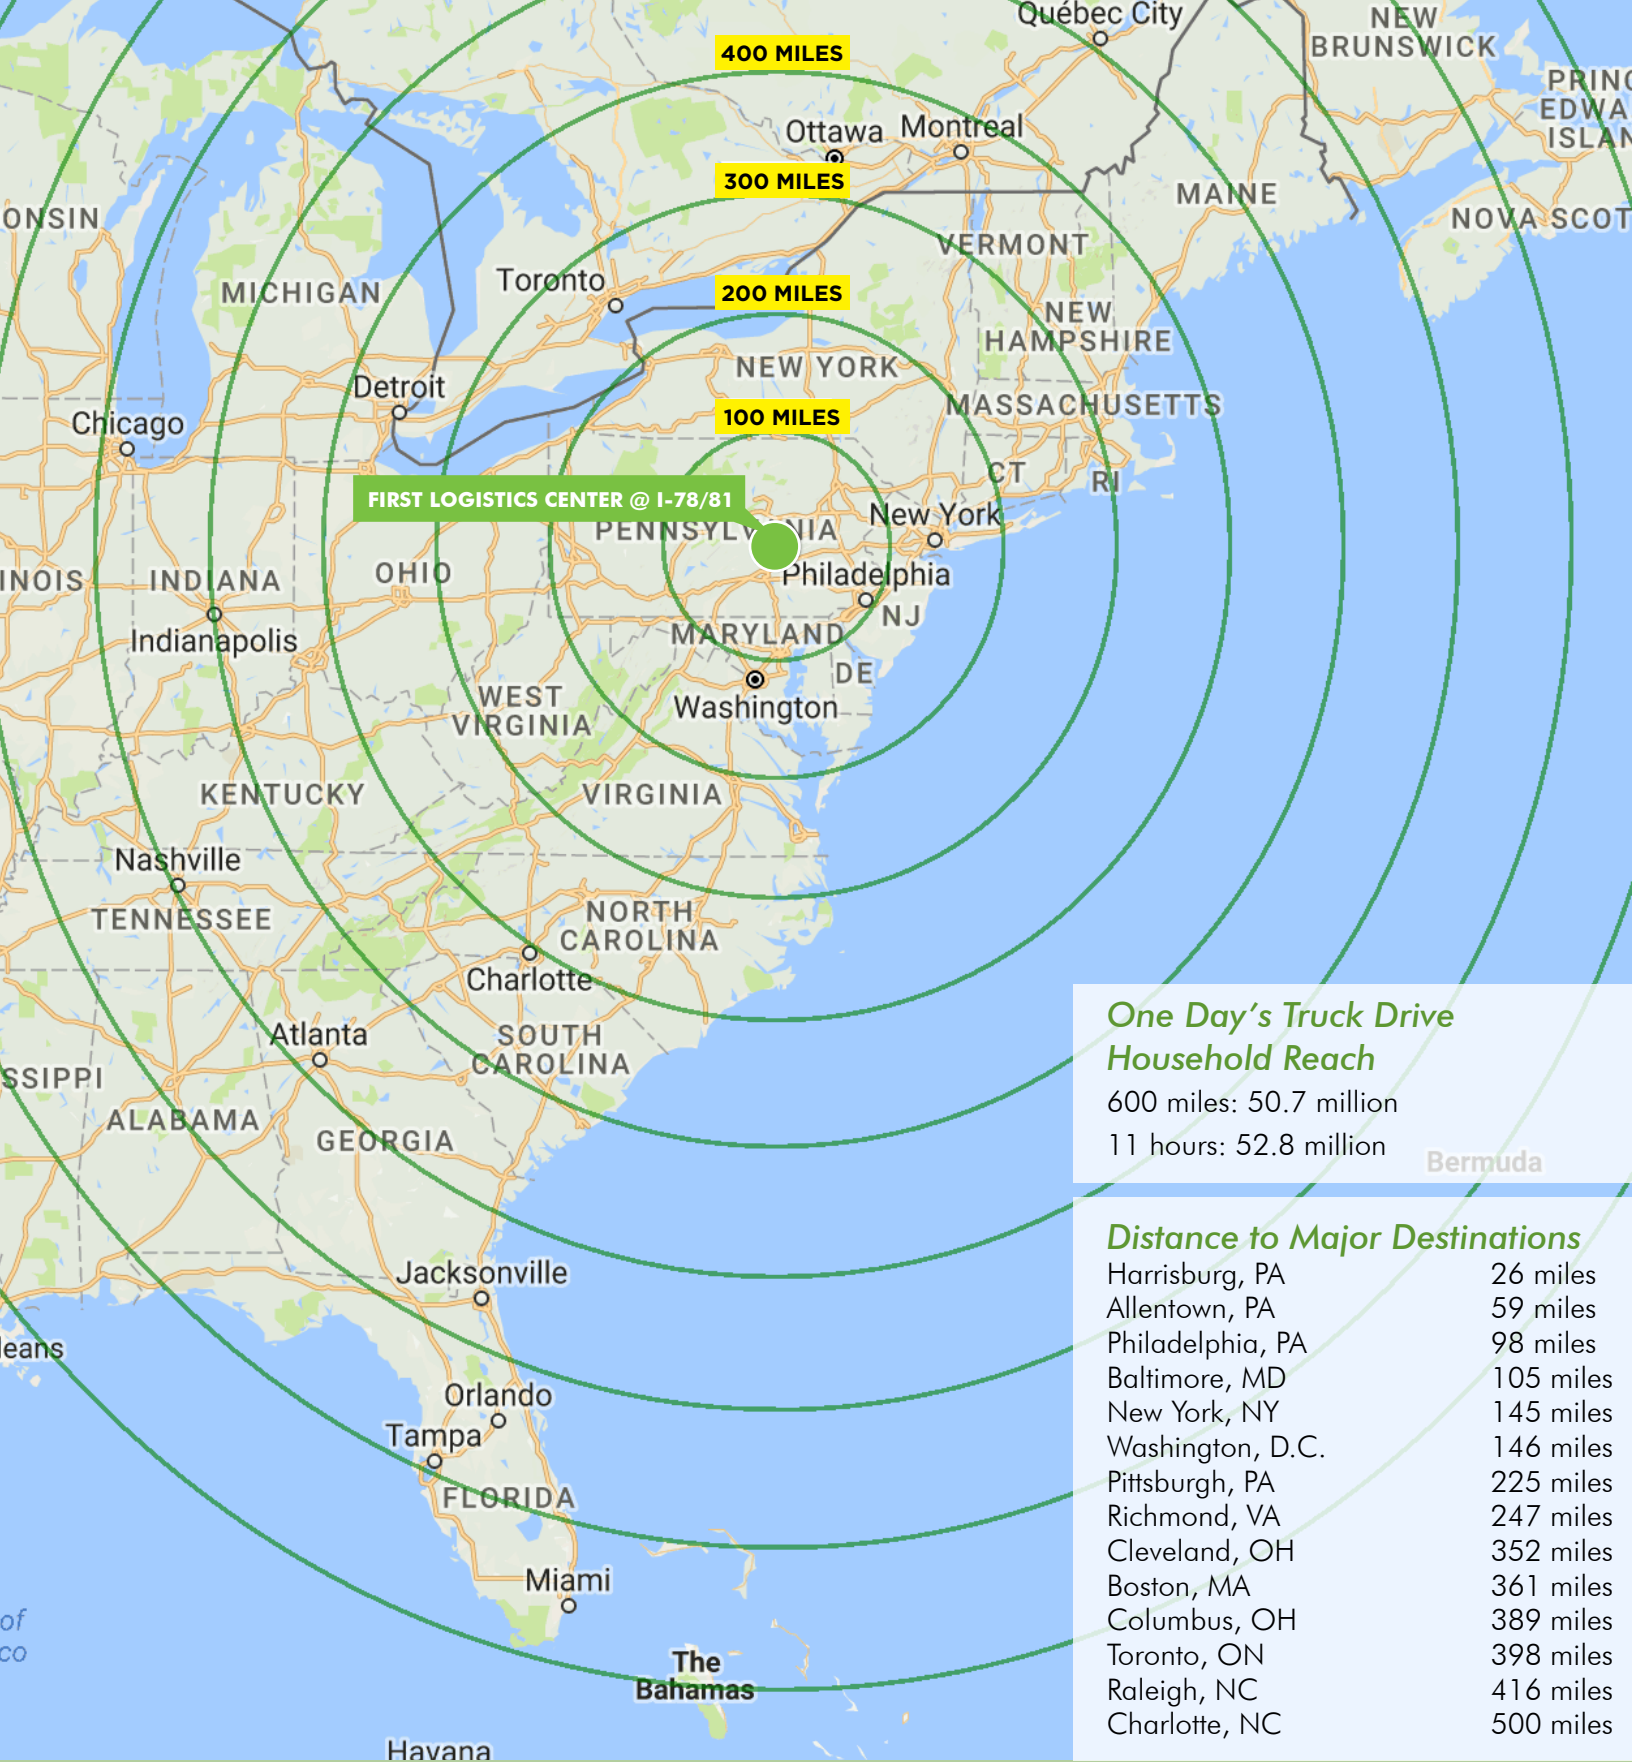 Québec City
NEW
BRUNSWICK
400 MILES
PRINC
EDWA
ISLAN
Ottawa
Montreal
300 MILES
MAINE
ONSIN
NOVA SCOT
VERMONT
Toronto
MICHIGAN
200 MILES
NEW
HAMPSHIRE
NEW YORK
Detroit
MASSACHUSETTS
100 MILES
Chicago
CT
RI
FIRST LOGISTICS CENTER @ I-78/81
New York
PENNSYLV NIA
Philadelphia
OHIO
INOIS
INDIANA
NJ
Indianapolis
MARYLAND
DE
WEST
VIRGINIA
Washington
KENTUCKY
VIRGINIA
Nashville
TENNESSEE
NORTH
CAROLINA
Charlotte
Atlanta
SOUTH
CAROLINA
SSIPPI
ALABAMA
GEORGIA
One Day's Truck Drive
Household Reach
600 miles: 50.7 million
11 hours: 52.8 million
Bermuda
Jacksonville
leans
Orlando
Tampa
FLORIDA
Miami
of
co
The
Bahamas
Havana
Distance to Major Destinations
Harrisburg, PA 26 miles
Allentown, PA 59 miles
Philadelphia, PA 98 miles
Baltimore, MD 105 miles
New York, NY 145 miles
Washington, D.C. 146 miles
Pittsburgh, PA 225 miles
Richmond, VA 247 miles
Cleveland, OH 352 miles
Boston, MA 361 miles
Columbus, OH 389 miles
Toronto, ON 398 miles
Raleigh, NC 416 miles
Charlotte, NC 500 miles